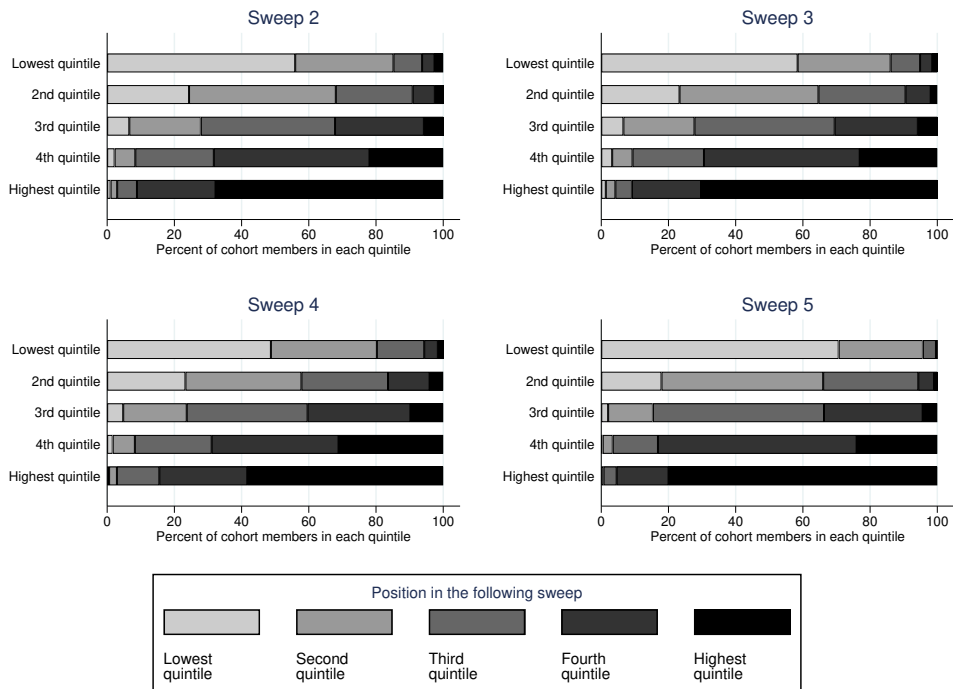 Sweep 2
Lowest quintile
2nd quintile
3rd quintile
4th quintile
Highest quintile
0 20 40 60 80 100
Percent of cohort members in each quintile
Sweep 3
Lowest quintile
2nd quintile
3rd quintile
4th quintile
Highest quintile
0 20 40 60 80 100
Percent of cohort members in each quintile
Sweep 4
Lowest quintile
2nd quintile
3rd quintile
4th quintile
Highest quintile
0 20 40 60 80 100
Percent of cohort members in each quintile
Sweep 5
Lowest quintile
2nd quintile
3rd quintile
4th quintile
Highest quintile
0 20 40 60 80 100
Percent of cohort members in each quintile
Position in the following sweep
Lowest
quintile
Second
quintile
Third
quintile
Fourth
quintile
Highest
quintile